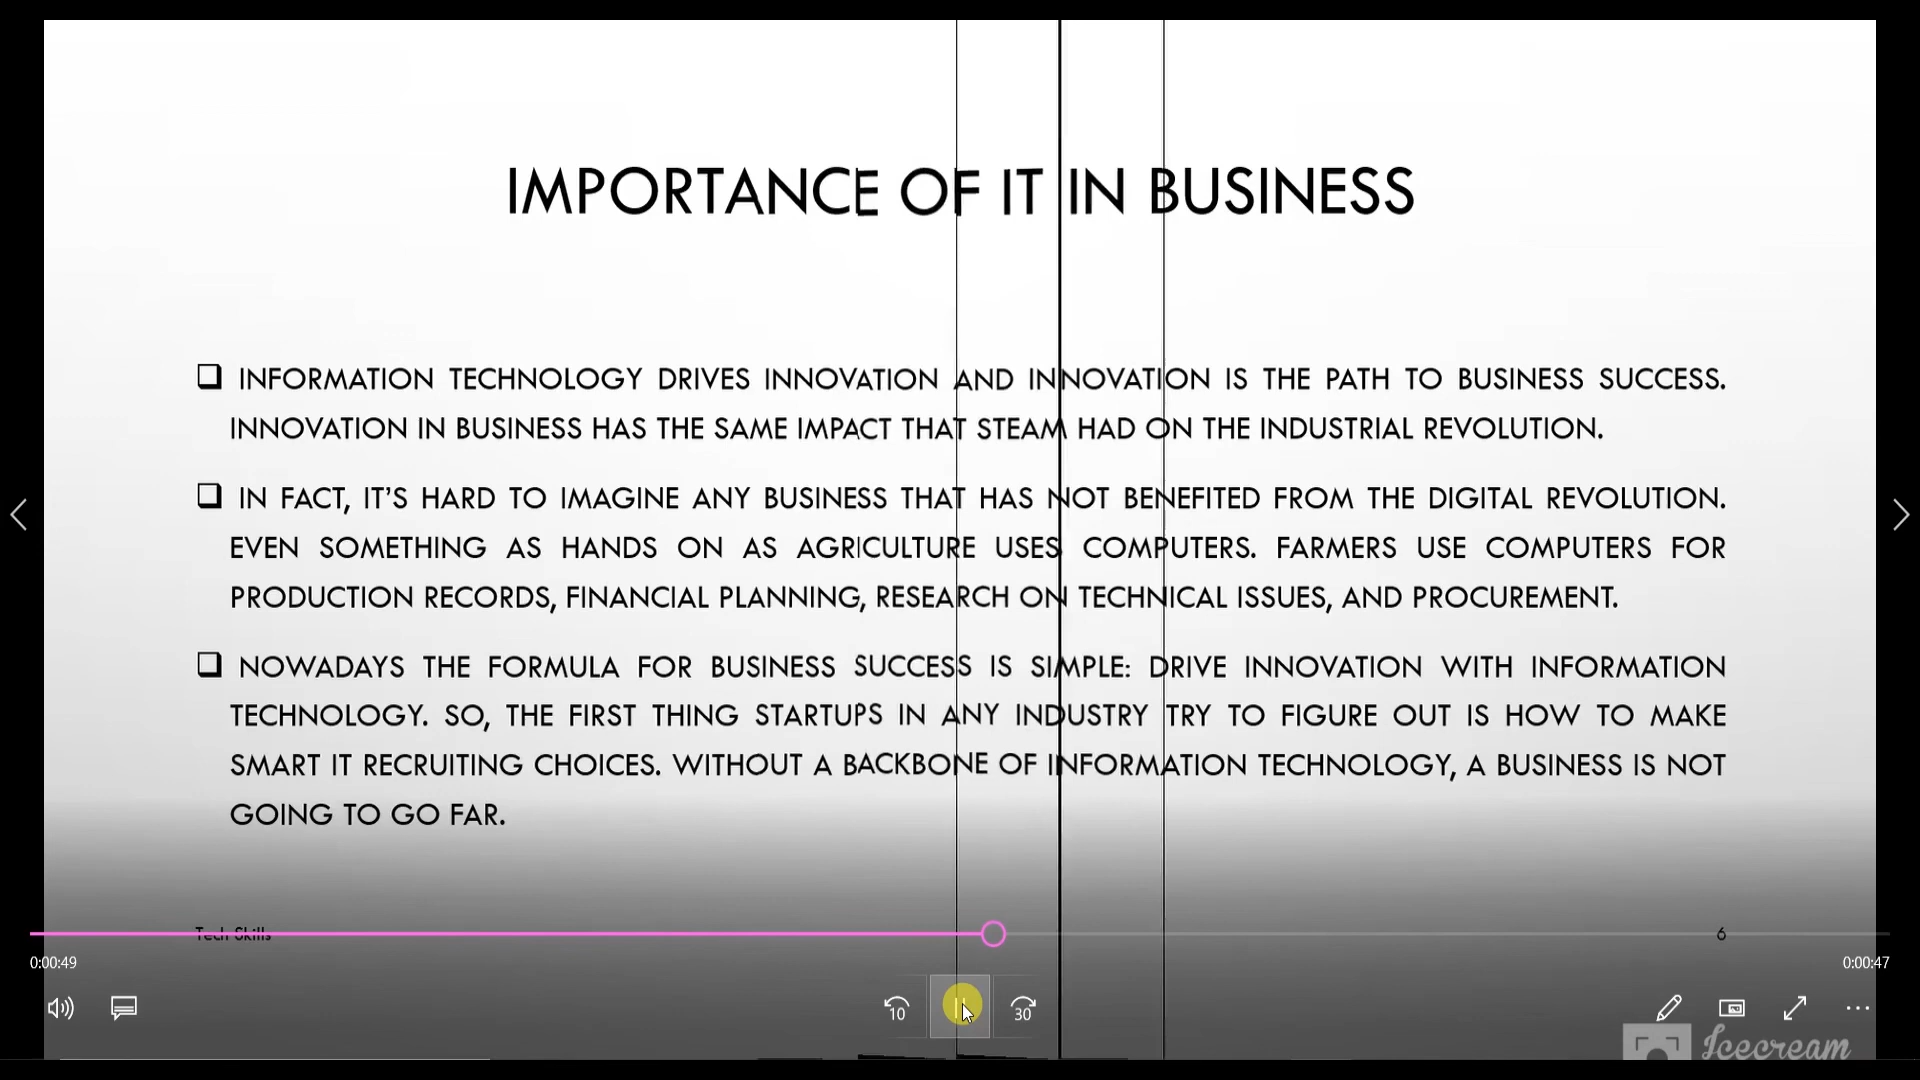 IMPORTANCE OF IT IN BUSINESS
❑ INFORMATION TECHNOLOGY DRIVES INNOVATION AND INNOVATION IS THE PATH TO BUSINESS SUCCESS.
INNOVATION IN BUSINESS HAS THE SAME IMPACT THAT STEAM HAD ON THE INDUSTRIAL REVOLUTION.
❑ IN FACT, IT’S HARD TO IMAGINE ANY BUSINESS THAT HAS NOT BENEFITED FROM THE DIGITAL REVOLUTION.
EVEN SOMETHING AS HANDS ON AS AGRICULTURE USES COMPUTERS. FARMERS USE COMPUTERS FOR
PRODUCTION RECORDS, FINANCIAL PLANNING, RESEARCH ON TECHNICAL ISSUES, AND PROCUREMENT.
❑ NOWADAYS THE FORMULA FOR BUSINESS SUCCESS IS SIMPLE: DRIVE INNOVATION WITH INFORMATION
TECHNOLOGY. SO, THE FIRST THING STARTUPS IN ANY INDUSTRY TRY TO FIGURE OUT IS HOW TO MAKE
SMART IT RECRUITING CHOICES. WITHOUT A BACKBONE OF INFORMATION TECHNOLOGY, A BUSINESS IS NOT
GOING TO GO FAR.
Tech Skills 6
0:00:49 0:00:47
10 30
Icecream